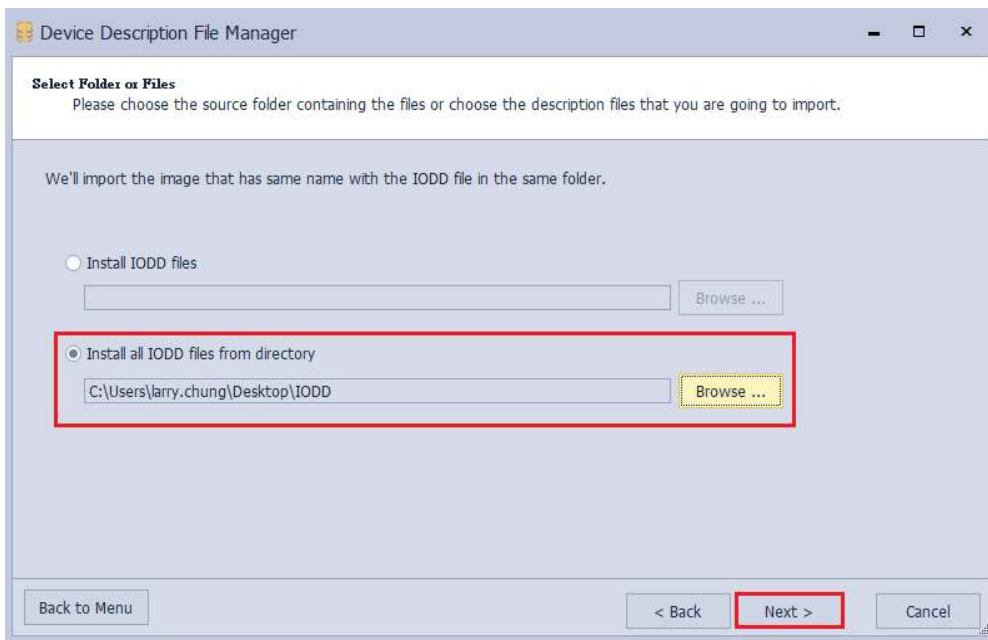 Device Description File Manager
Select Folder or Files
Please choose the source folder containing the files or choose the description files that you are going to import.
We'll import the image that has same name with the IODD file in the same folder.
Install IODD files
Browse ...
Install all IODD files from directory
C:\Users\larry.chung\Desktop\IODD
Browse ...
Back to Menu
< Back
Next >
Cancel